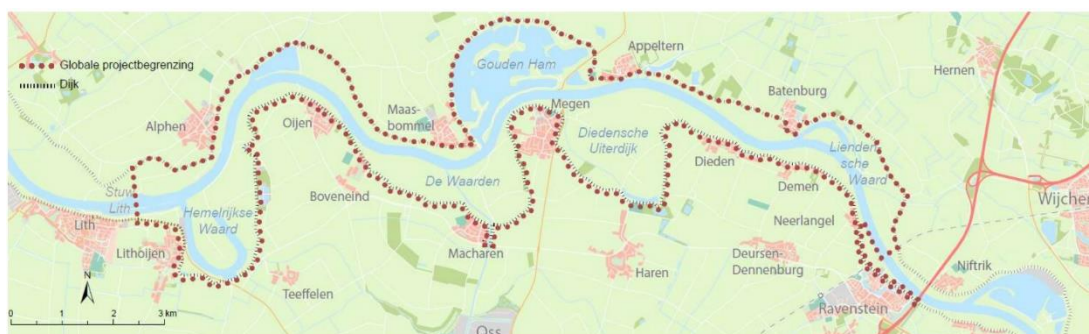 Globale projectbegrenzing
Dijk
Alphen
Oijen
Maas-
bommel
Gouden Ham
Appeltern
Megen
Diedensche
Uiterdijk
Batenburg
Hernen
Lienden-
sche
Waard
Dieden
Demen
Neerlangel
Wijchen
Boveneind
De Waarden
Stuw
Lith
Lith
Hemelrijkse
Waard
Lithoijen
Teeffelen
Macharen
Haren
Deursen-
Dennenburg
Niftrik
Ravenstein
Oss
N
0 1 2 3 km